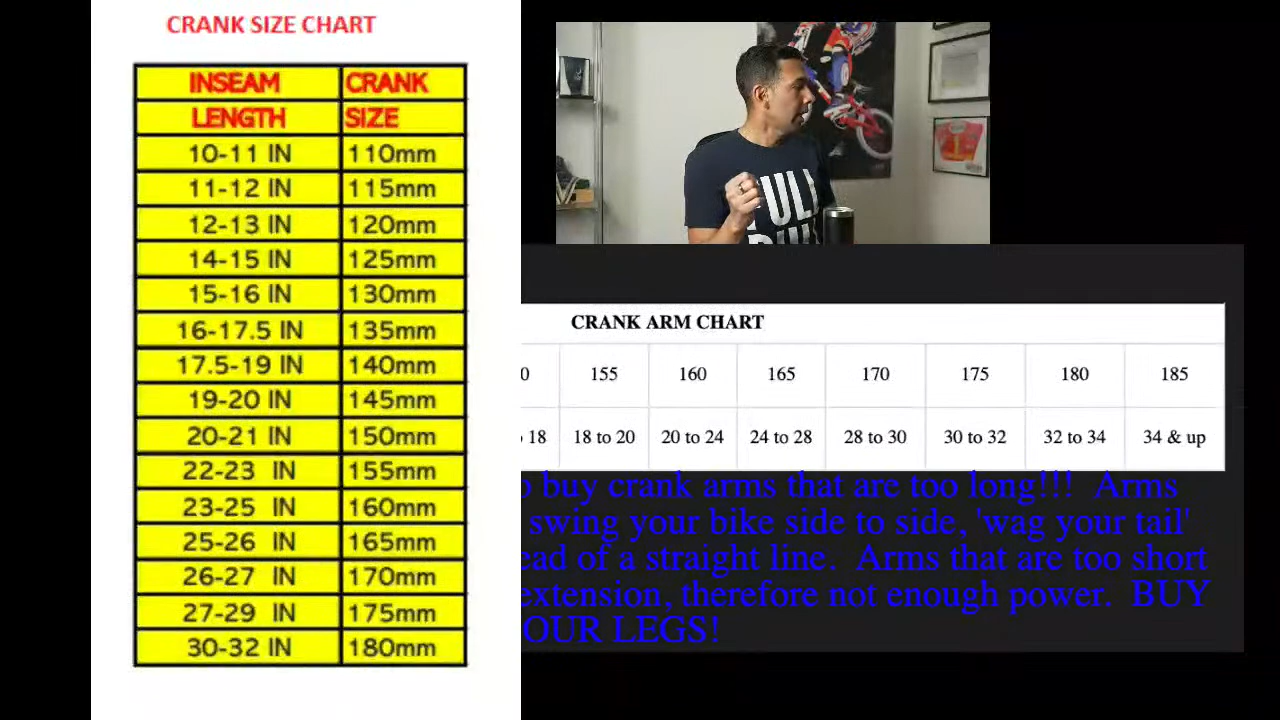 CRANK SIZE CHART
INSEAM CRANK
LENGTH SIZE
10-11 IN 110mm
11-12 IN 115mm
12-13 IN 120mm
14-15 IN 125mm
15-16 IN 130mm
16-17.5 IN 135mm
17.5-19 IN 140mm
19-20 IN 145mm
20-21 IN 150mm
22-23 IN 155mm
23-25 IN 160mm
25-26 IN 165mm
26-27 IN 170mm
27-29 IN 175mm
30-32 IN 180mm
CRANK ARM CHART
0 155 160 165 170 175 180 185
18 18 to 20 20 to 24 24 to 28 28 to 30 30 to 32 32 to 34 34 & up
buy crank arms that are too long!!! Arms
swing your bike side to side, 'wag your tail'
ead of a straight line. Arms that are too short
extension, therefore not enough power. BUY
OUR LEGS!